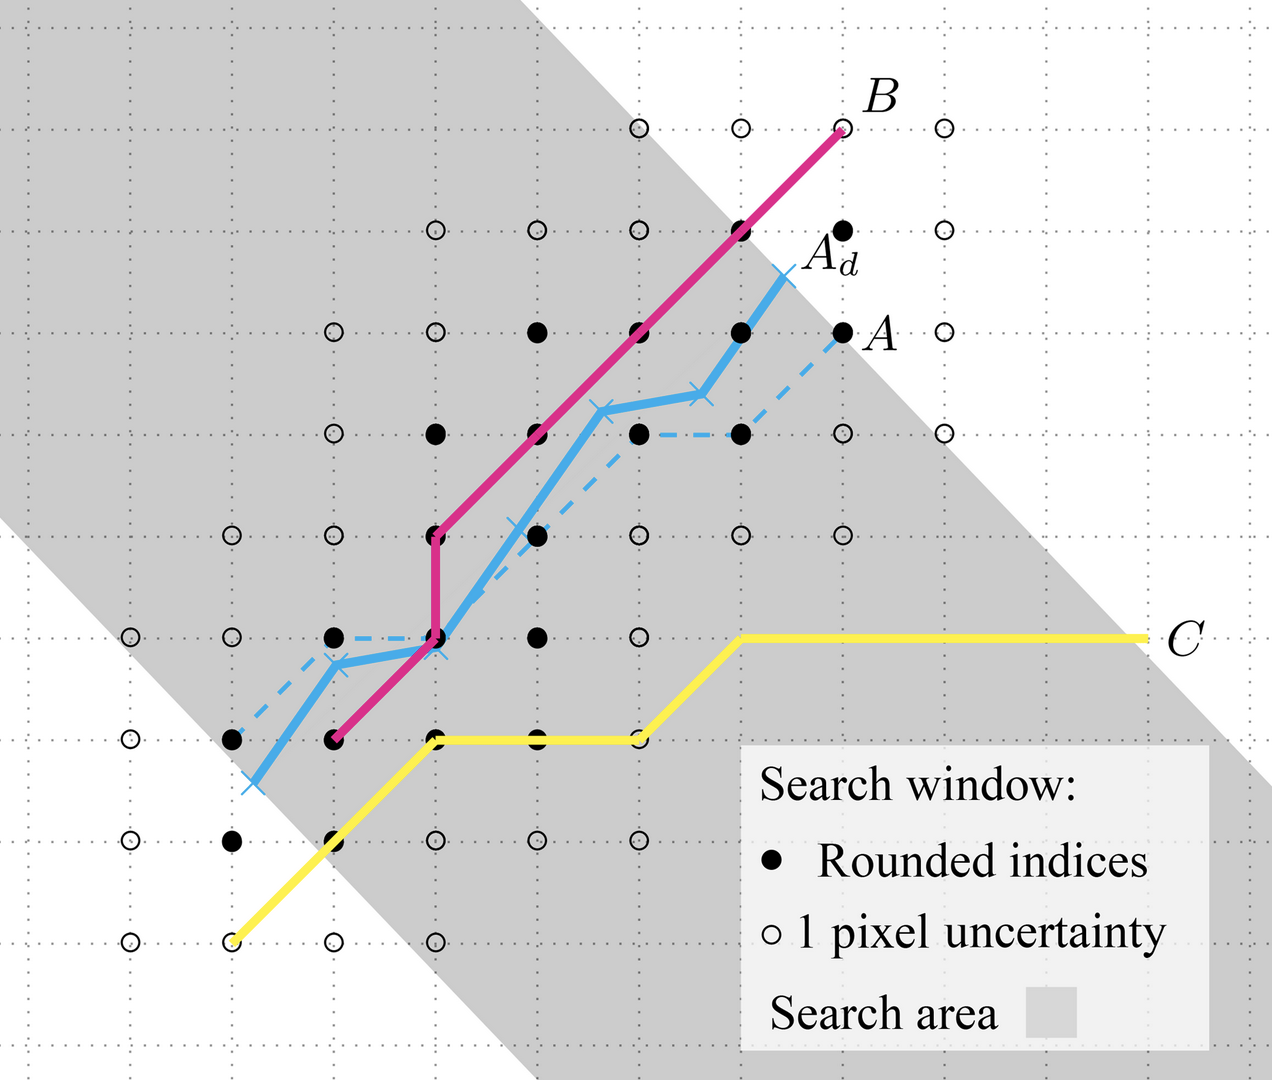 B
A_d
A
C
Search window:
Rounded indices
1 pixel uncertainty
Search area